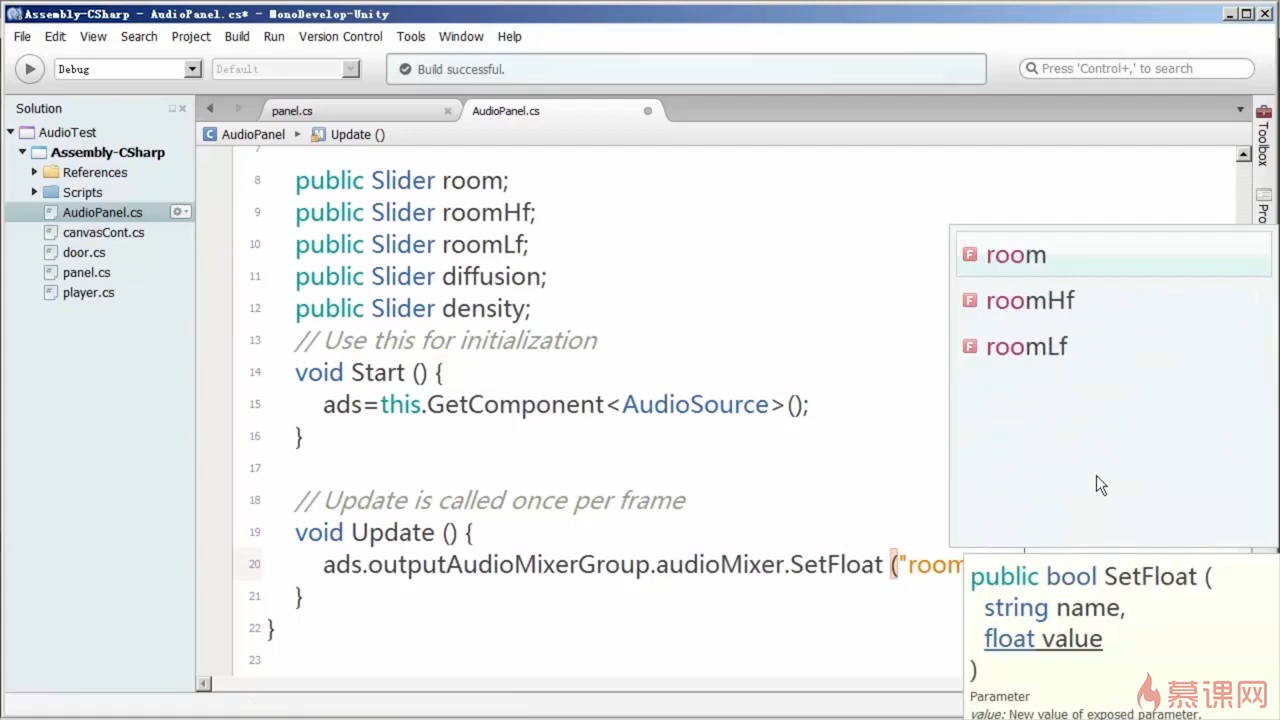 Assembly-CSharp - AudioPanel.cs* - MonoDevelop-Unity
File Edit View Search Project Build Run Version Control Tools Window Help
Debug Default Build successful. Press 'Control+,' to search
Solution
AudioTest
Assembly-CSharp
References
Scripts
AudioPanel.cs
canvasCont.cs
door.cs
panel.cs
player.cs
panel.cs AudioPanel.cs
AudioPanel Update ()
7
8 public Slider room;
9 public Slider roomHf;
10 public Slider roomLf;
11 public Slider diffusion;
12 public Slider density;
13 // Use this for initialization
14 void Start () {
15 ads=this.GetComponent<AudioSource>();
16 }
17
18 // Update is called once per frame
19 void Update () {
20 ads.outputAudioMixerGroup.audioMixer.SetFloat ("room
21 }
22 }
23
room
roomHf
roomLf
public bool SetFloat (
string name,
float value
)
Parameter
value: New value of exposed parameter.
Toolbox
Pr
慕课网